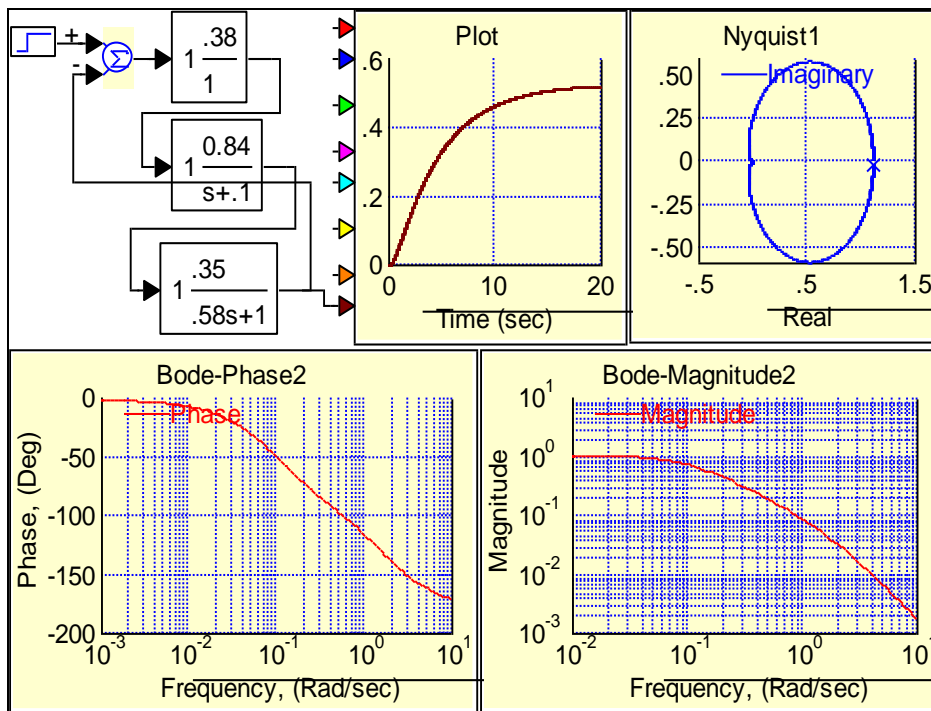 +
-
Σ
1 .38
1
1 0.84
s+.1
1 .35
.58s+1
Plot
.6
.4
.2
0
0 10 20
Time (sec)
Nyquist1
Imaginary
.50
.25
0
-.25
-.50
-.5 .5 1.5
Real
Bode-Phase2
Phase
Phase, (Deg)
0
-50
-100
-150
-200
10-3 10-2 10-1 100 101
Frequency, (Rad/sec)
Bode-Magnitude2
Magnitude
Magnitude
101
100
10-1
10-2
10-3
10-2 10-1 100 101
Frequency, (Rad/sec)